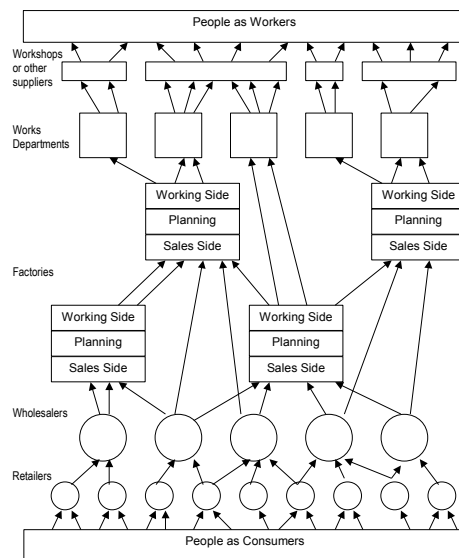 People as Workers
Workshops
or other
suppliers
Works
Departments
Working Side
Planning
Sales Side
Working Side
Planning
Sales Side
Factories
Working Side
Planning
Sales Side
Working Side
Planning
Sales Side
Wholesalers
Retailers
People as Consumers